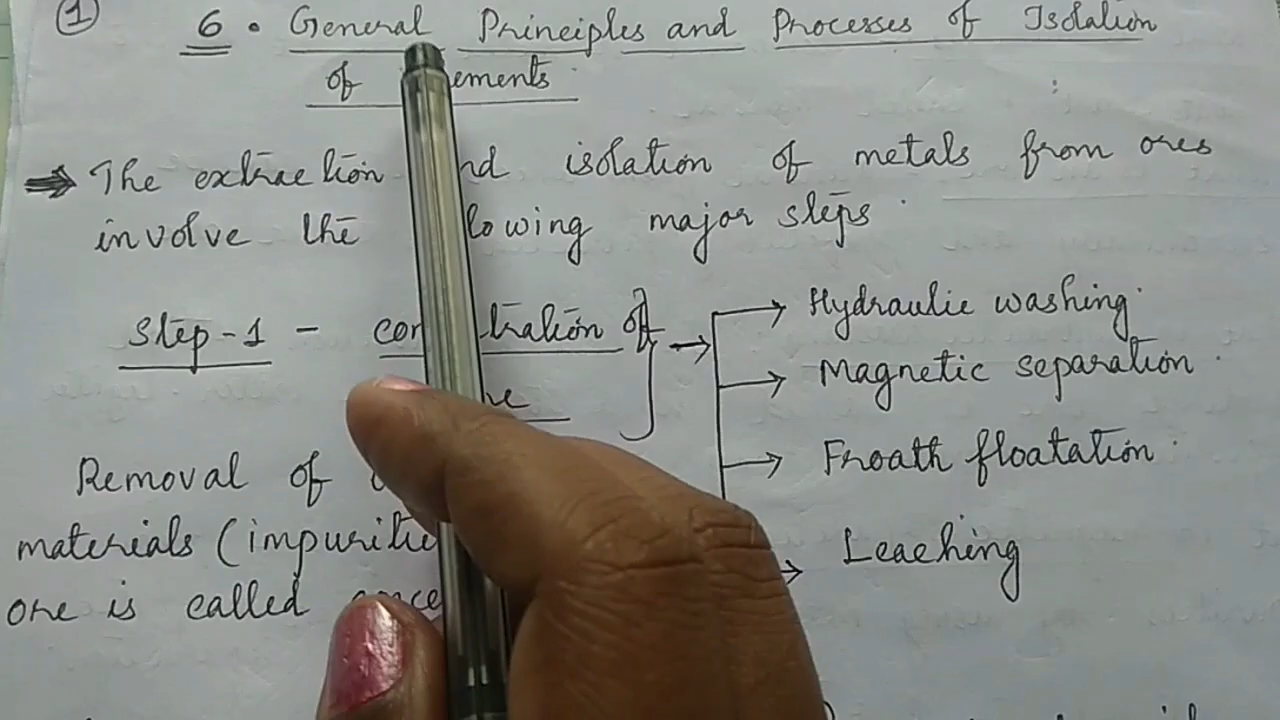 ① 6. General Principles and Processes of Isolation
of ements
⇒ The extraction nd isolation of metals from ores
involve the lowing major steps.
Step-1 - con tration of → Hydraulic washing.
→ Magnetic separation.
Removal of → Froath floatation.
materials (impuritie → Leaching
ore is called conce